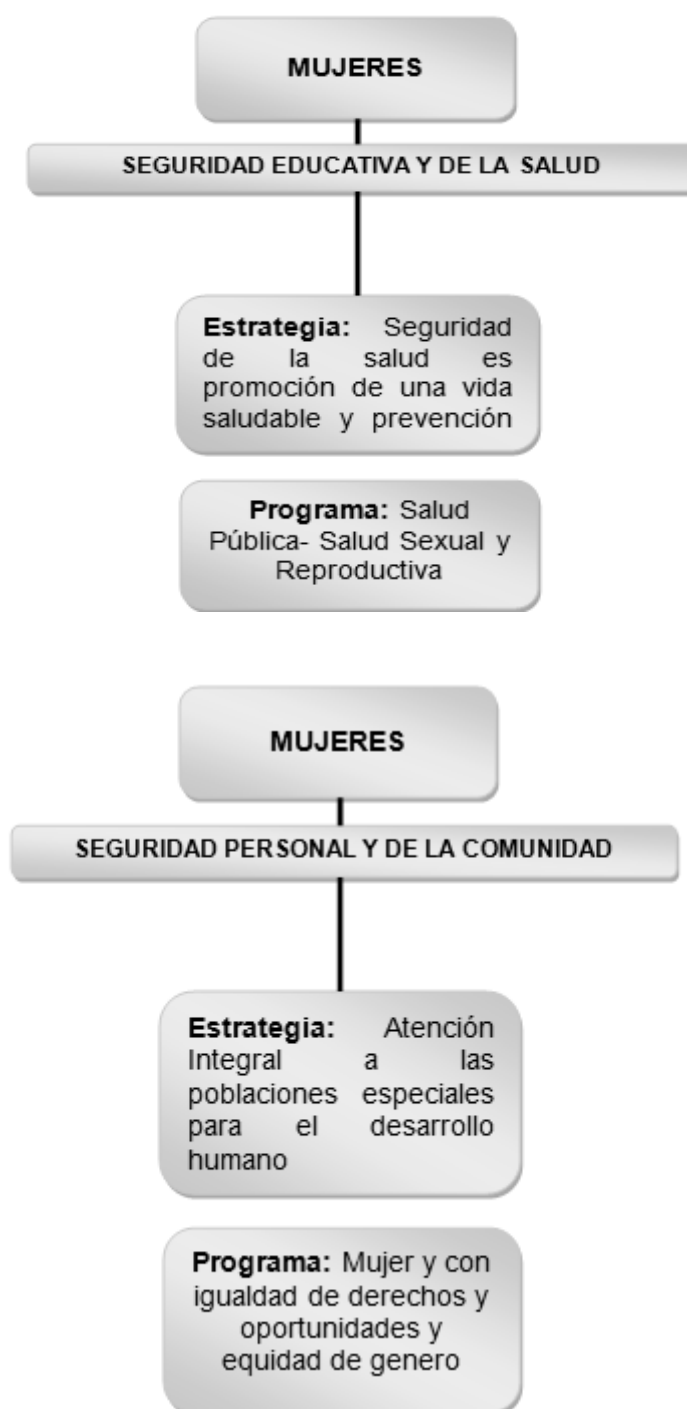 MUJERES
SEGURIDAD EDUCATIVA Y DE LA SALUD
Estrategia: Seguridad
de la salud es
promoción de una vida
saludable y prevención
Programa: Salud
Pública- Salud Sexual y
Reproductiva
MUJERES
SEGURIDAD PERSONAL Y DE LA COMUNIDAD
Estrategia: Atención
Integral a las
poblaciones especiales
para el desarrollo
humano
Programa: Mujer y con
igualdad de derechos y
oportunidades y
equidad de genero